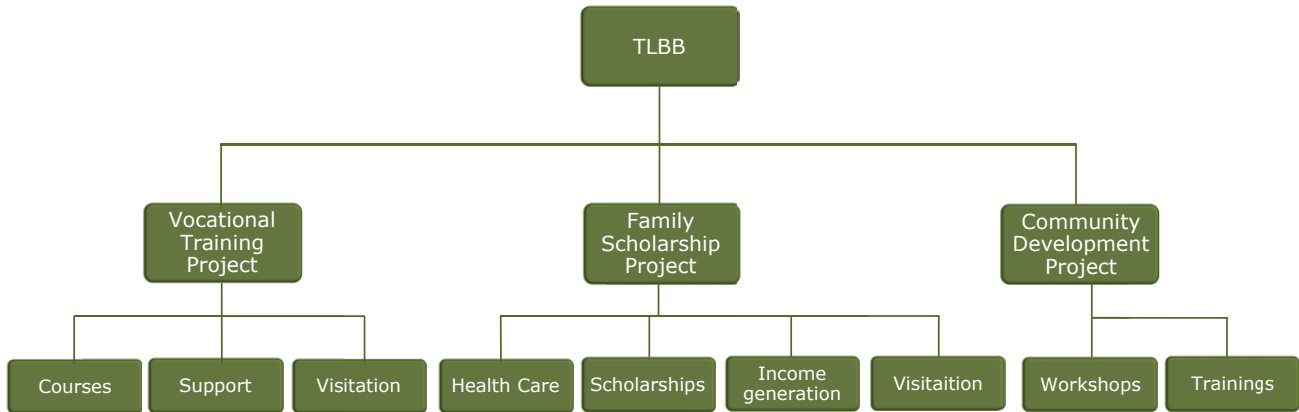 TLBB
Vocational
Training
Project
Family
Scholarship
Project
Community
Development
Project
Courses
Support
Visitation
Health Care
Scholarships
Income
generation
Visitaition
Workshops
Trainings